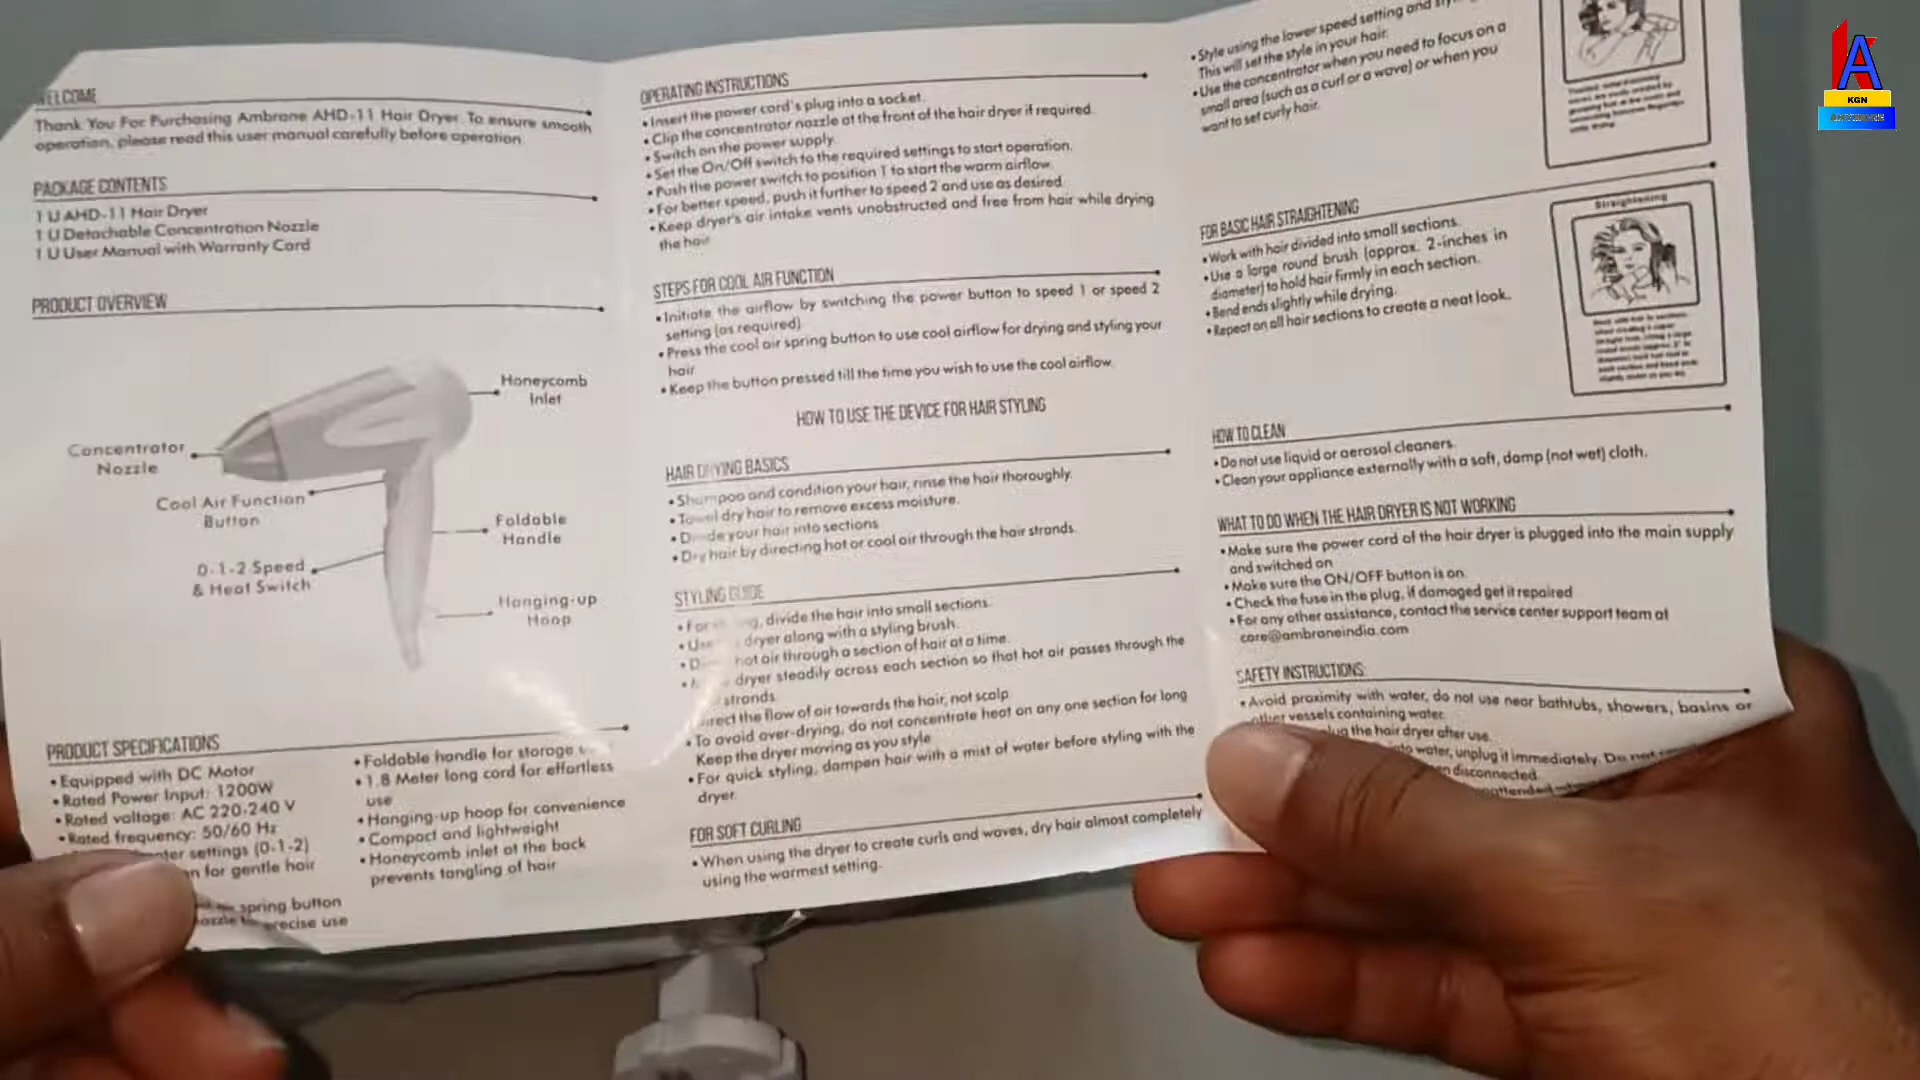 WELCOME
Thank You For Purchasing Ambrane AHD-11 Hair Dryer. To ensure smooth
operation, please read this user manual carefully before operation.
PACKAGE CONTENTS
1 U AHD-11 Hair Dryer
1 U Detachable Concentration Nozzle
1 U User Manual with Warranty Card
PRODUCT OVERVIEW
Honeycomb
Inlet
Concentrator
Nozzle
Cool Air Function
Button
Foldable
Handle
0-1-2 Speed
& Heat Switch
Hanging-up
Hoop
PRODUCT SPECIFICATIONS
• Equipped with DC Motor
• Rated Power Input: 1200W
• Rated voltage: AC 220-240 V
• Rated frequency: 50/60 Hz
settings (0-1-2)
for gentle hair
spring button
precise use
• Foldable handle for storage
• 1.8 Meter long cord for effortless
use
• Hanging-up hoop for convenience
• Compact and lightweight
• Honeycomb inlet at the back
prevents tangling of hair
OPERATING INSTRUCTIONS
• Insert the power cord's plug into a socket.
• Clip the concentrator nozzle at the front of the hair dryer if required.
• Switch on the power supply
• Set the On/Off switch to the required settings to start operation.
• Push the power switch to position 1 to start the warm airflow.
• For better speed, push it further to speed 2 and use as desired
• Keep dryer's air intake vents unobstructed and free from hair while drying
the hair
STEPS FOR COOL AIR FUNCTION
• Initiate the airflow by switching the power button to speed 1 or speed 2
setting (as required)
• Press the cool air spring button to use cool airflow for drying and styling your
hair
• Keep the button pressed till the time you wish to use the cool airflow.
HOW TO USE THE DEVICE FOR HAIR STYLING
HAIR DRYING BASICS
• Shampoo and condition your hair, rinse the hair thoroughly.
• Towel dry hair to remove excess moisture.
• Divide your hair into sections
• Dry hair by directing hot or cool air through the hair strands.
STYLING GUIDE
• For , divide the hair into small sections.
• Use dryer along with a styling brush.
• hot air through a section of hair at a time.
• dryer steadily across each section so that hot air passes through the
strands.
Direct the flow of air towards the hair, not scalp
• To avoid over-drying, do not concentrate heat on any one section for long
Keep the dryer moving as you style
• For quick styling, dampen hair with a mist of water before styling with the
dryer.
FOR SOFT CURLING
• When using the dryer to create curls and waves, dry hair almost completely
using the warmest setting.
• Style using the lower speed setting and
This will set the style in your hair.
• Use the concentrator when you need to focus on a
small area (such as a curl or a wave) or when you
want to set curly hair.
FOR BASIC HAIR STRAIGHTENING
• Work with hair divided into small sections.
• Use a large round brush (approx. 2-inches in
diameter) to hold hair firmly in each section.
• Bend ends slightly while drying.
• Repeat on all hair sections to create a neat look.
Straightening
HOW TO CLEAN
• Do not use liquid or aerosol cleaners.
• Clean your appliance externally with a soft, damp (not wet) cloth.
WHAT TO DO WHEN THE HAIR DRYER IS NOT WORKING
• Make sure the power cord of the hair dryer is plugged into the main supply
and switched on
• Make sure the ON/OFF button is on.
• Check the fuse in the plug, if damaged get it repaired
• For any other assistance, contact the service center support team at
care@ambraneindia.com
SAFETY INSTRUCTIONS:
• Avoid proximity with water, do not use near bathtubs, showers, basins or
other vessels containing water.
the hair dryer after use.
into water, unplug it immediately. Do not
disconnected.
KGN